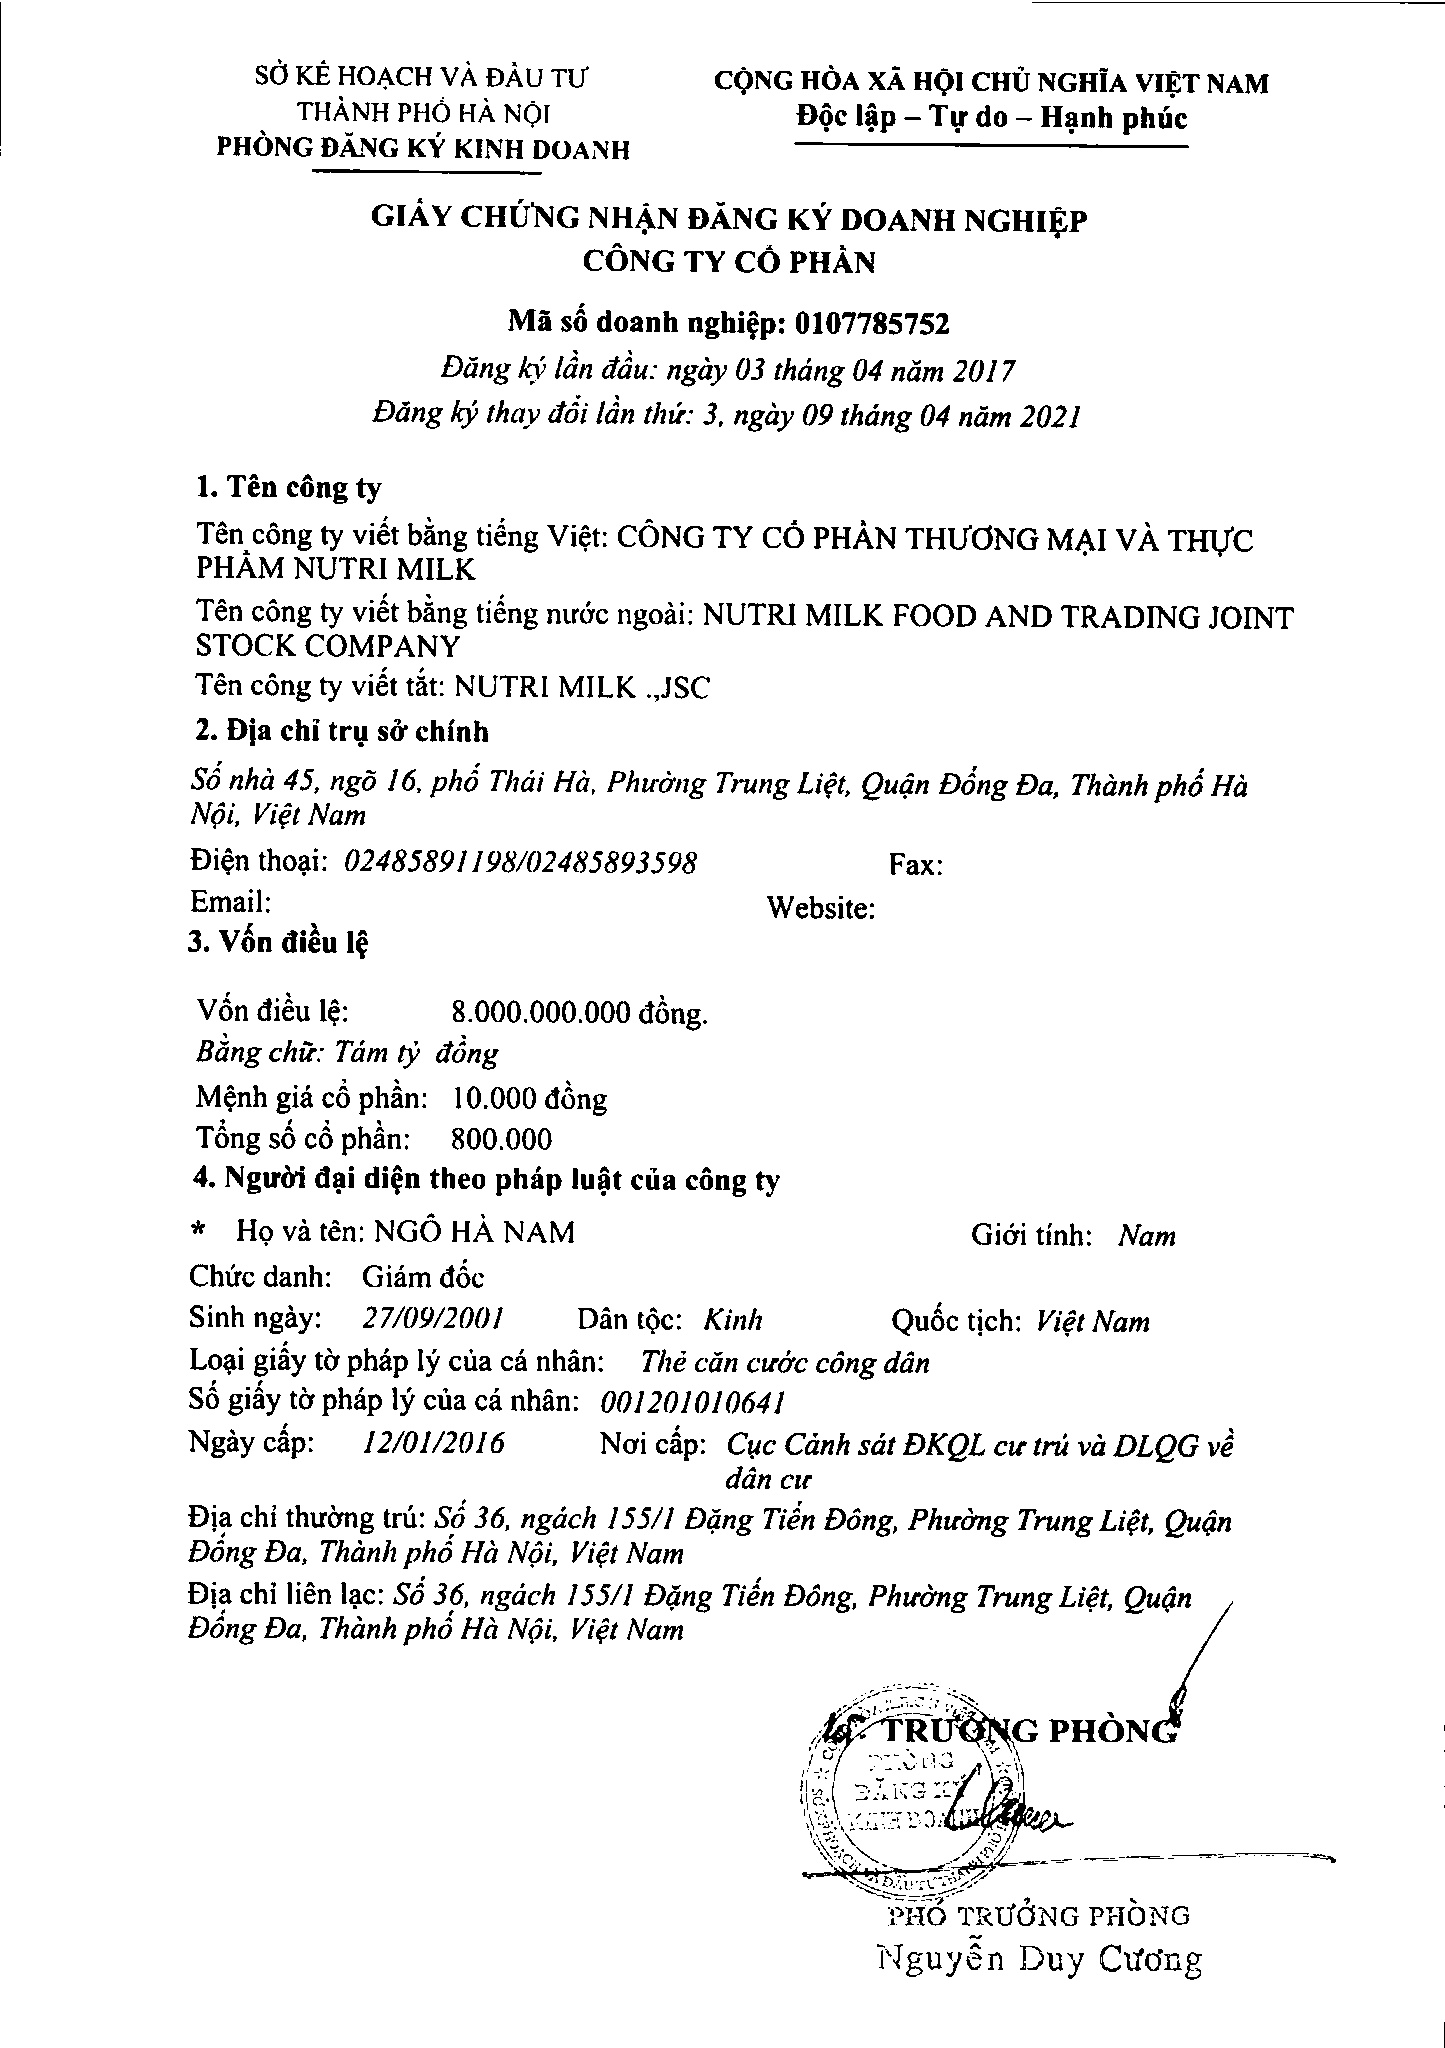 SỞ KẾ HOẠCH VÀ ĐẦU TƯ
THÀNH PHỐ HÀ NỘI
PHÒNG ĐĂNG KÝ KINH DOANH
CỘNG HÒA XÃ HỘI CHỦ NGHĨA VIỆT NAM
Độc lập – Tự do – Hạnh phúc
GIẤY CHỨNG NHẬN ĐĂNG KÝ DOANH NGHIỆP
CÔNG TY CỔ PHẦN
Mã số doanh nghiệp: 0107785752
Đăng ký lần đầu: ngày 03 tháng 04 năm 2017
Đăng ký thay đổi lần thứ: 3, ngày 09 tháng 04 năm 2021
1. Tên công ty
Tên công ty viết bằng tiếng Việt: CÔNG TY CỔ PHẦN THƯƠNG MẠI VÀ THỰC
PHẨM NUTRI MILK
Tên công ty viết bằng tiếng nước ngoài: NUTRI MILK FOOD AND TRADING JOINT
STOCK COMPANY
Tên công ty viết tắt: NUTRI MILK .,JSC
2. Địa chỉ trụ sở chính
Số nhà 45, ngõ 16, phố Thái Hà, Phường Trung Liệt, Quận Đống Đa, Thành phố Hà
Nội, Việt Nam
Điện thoại: 02485891198/02485893598 Fax:
Email: Website:
3. Vốn điều lệ
Vốn điều lệ: 8.000.000.000 đồng.
Bằng chữ: Tám tỷ đồng
Mệnh giá cổ phần: 10.000 đồng
Tổng số cổ phần: 800.000
4. Người đại diện theo pháp luật của công ty
* Họ và tên: NGÔ HÀ NAM Giới tính: Nam
Chức danh: Giám đốc
Sinh ngày: 27/09/2001 Dân tộc: Kinh Quốc tịch: Việt Nam
Loại giấy tờ pháp lý của cá nhân: Thẻ căn cước công dân
Số giấy tờ pháp lý của cá nhân: 001201010641
Ngày cấp: 12/01/2016 Nơi cấp: Cục Cảnh sát ĐKQL cư trú và DLQG về
dân cư
Địa chỉ thường trú: Số 36, ngách 155/1 Đặng Tiến Đông, Phường Trung Liệt, Quận
Đống Đa, Thành phố Hà Nội, Việt Nam
Địa chỉ liên lạc: Số 36, ngách 155/1 Đặng Tiến Đông, Phường Trung Liệt, Quận
Đống Đa, Thành phố Hà Nội, Việt Nam
TRƯỞNG PHÒNG
PHÒNG
ĐĂNG KÝ
KINH DOANH
PHÓ TRƯỞNG PHÒNG
Nguyễn Duy Cương